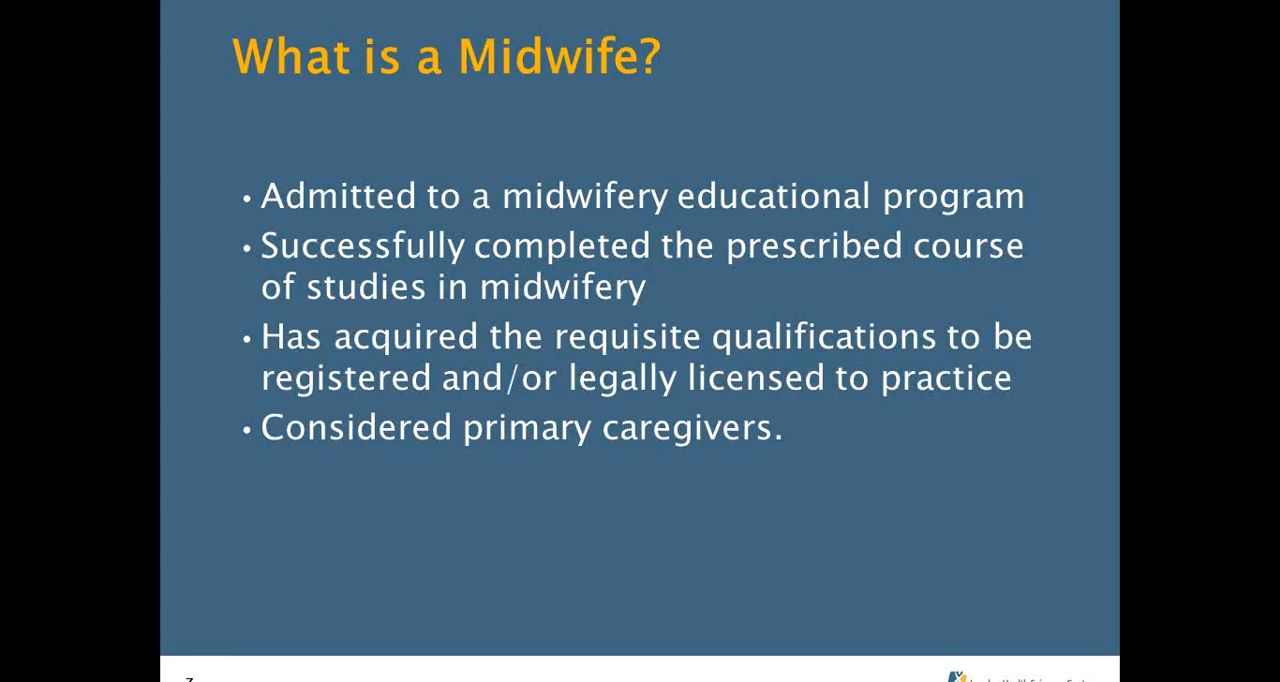 What is a Midwife?
• Admitted to a midwifery educational program
• Successfully completed the prescribed course
of studies in midwifery
• Has acquired the requisite qualifications to be
registered and/or legally licensed to practice
• Considered primary caregivers.